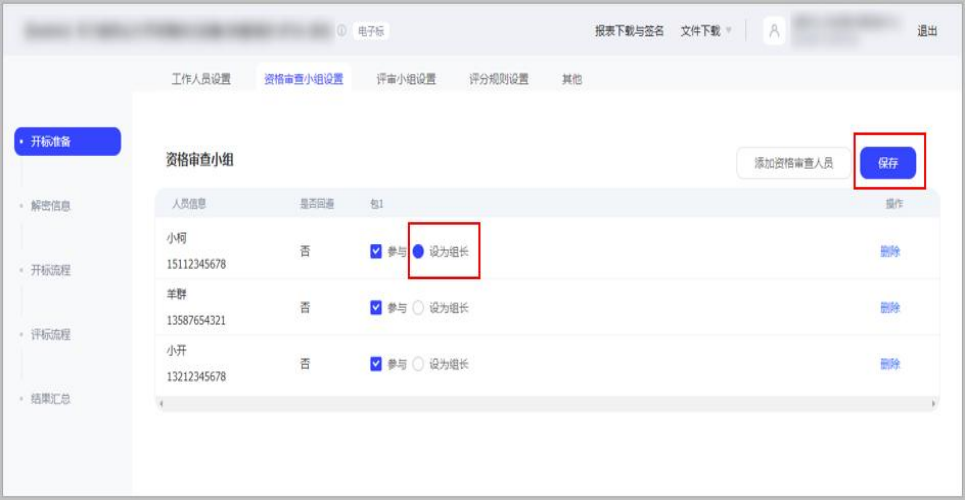 电子标 报表下载与签名 文件下载 退出
工作人员设置 资格审查小组设置 评审小组设置 评分规则设置 其他
开标准备
解密信息
开标流程
评标流程
结果汇总
资格审查小组 添加资格审查人员 保存
人员信息 是否回避 包1 操作
小柯
15112345678
否 参与 设为组长 删除
羊群
13587654321
否 参与 设为组长 删除
小开
13212345678
否 参与 设为组长 删除